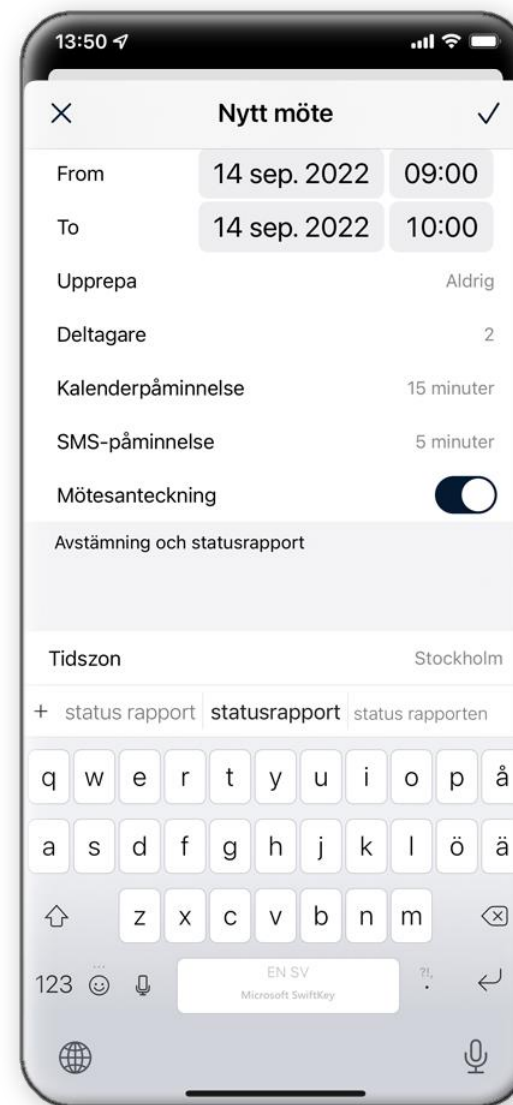 13:50
Nytt möte
From 14 sep. 2022 09:00
To 14 sep. 2022 10:00
Upprepa Aldrig
Deltagare 2
Kalenderpåminnelse 15 minuter
SMS-påminnelse 5 minuter
Mötesanteckning
Avstämning och statusrapport
Tidszon Stockholm
+ status rapport statusrapport status rapporten
q w e r t y u i o p å
a s d f g h j k l ö ä
z x c v b n m
123 EN SV ?!,
Microsoft SwiftKey .